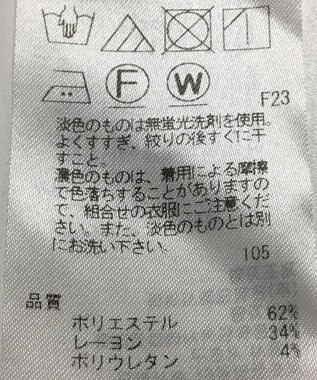 F
W
F23
淡色のものは無蛍光洗剤を使用。
よくすすぎ、絞りの後すぐに干
すこと。
濃色のものは、着用による摩擦
で色落ちすることがありますの
で、組合せの衣服にご注意くだ
さい。また、淡色のものとは別
にお洗い下さい。
105
品質
ポリエステル 62%
レーヨン 34%
ポリウレタン 4%